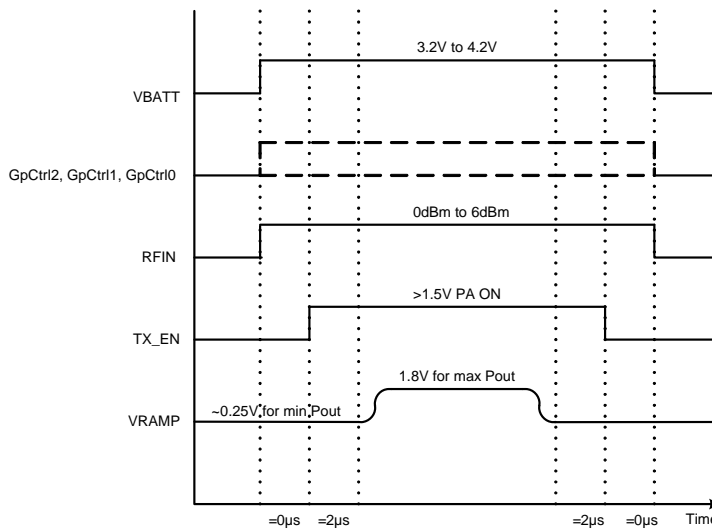 3.2V to 4.2V
VBATT
GpCtrl2, GpCtrl1, GpCtrl0
0dBm to 6dBm
RFIN
>1.5V PA ON
TX_EN
1.8V for max Pout
~0.25V for min Pout
VRAMP
=0µs =2µs =2µs =0µs Time